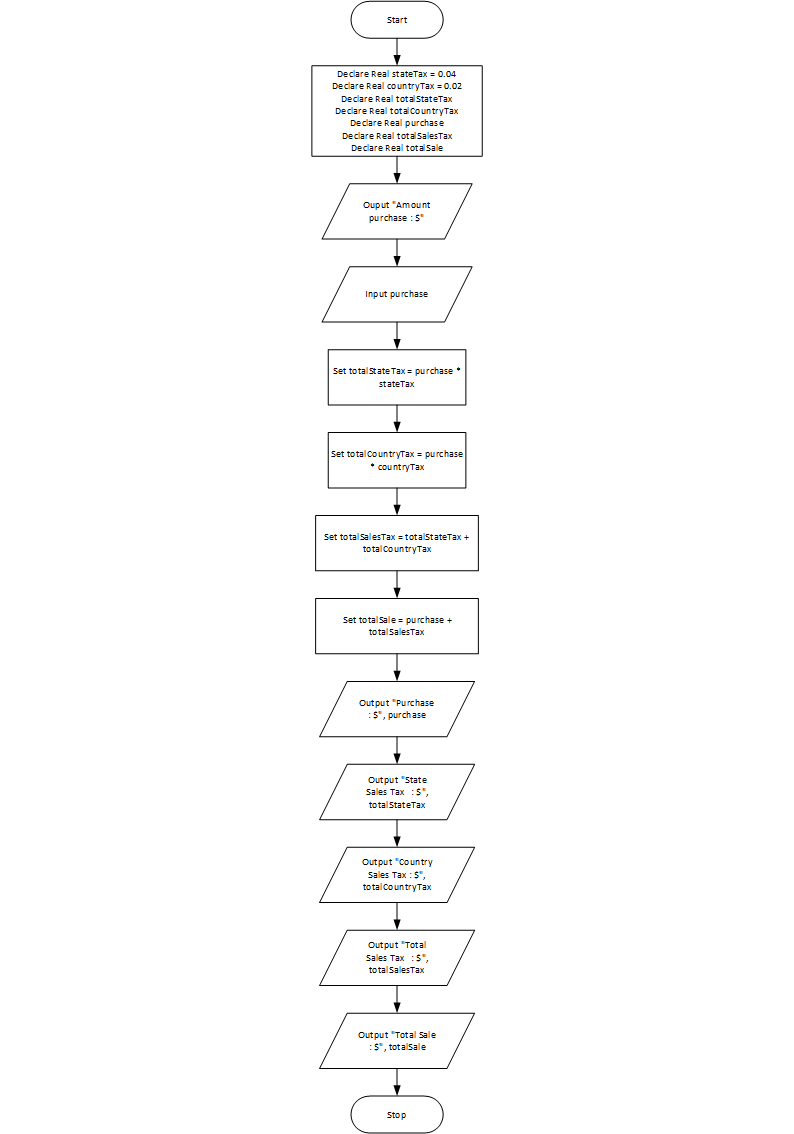 Start
Declare Real stateTax = 0.04
Declare Real countryTax = 0.02
Declare Real totalStateTax
Declare Real totalCountryTax
Declare Real purchase
Declare Real totalSalesTax
Declare Real totalSale
Ouput "Amount
purchase : $"
Input purchase
Set totalStateTax = purchase *
stateTax
Set totalCountryTax = purchase
* countryTax
Set totalSalesTax = totalStateTax +
totalCountryTax
Set totalSale = purchase +
totalSalesTax
Output "Purchase
: $", purchase
Output "State
Sales Tax : $",
totalStateTax
Output "Country
Sales Tax : $",
totalCountryTax
Output "Total
Sales Tax : $",
totalSalesTax
Output "Total Sale
: $", totalSale
Stop